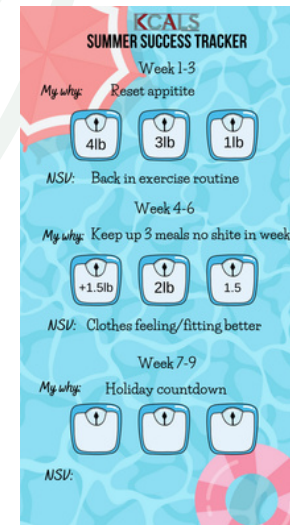 KCALS
SUMMER SUCCESS TRACKER
Week 1-3
My why: Reset appitite
4lb 3lb 1lb
NSV: Back in exercise routine
Week 4-6
My why: Keep up 3 meals no shite in week
+1.5lb 2lb 1.5
NSV: Clothes feeling/fitting better
Week 7-9
My why: Holiday countdown
NSV: